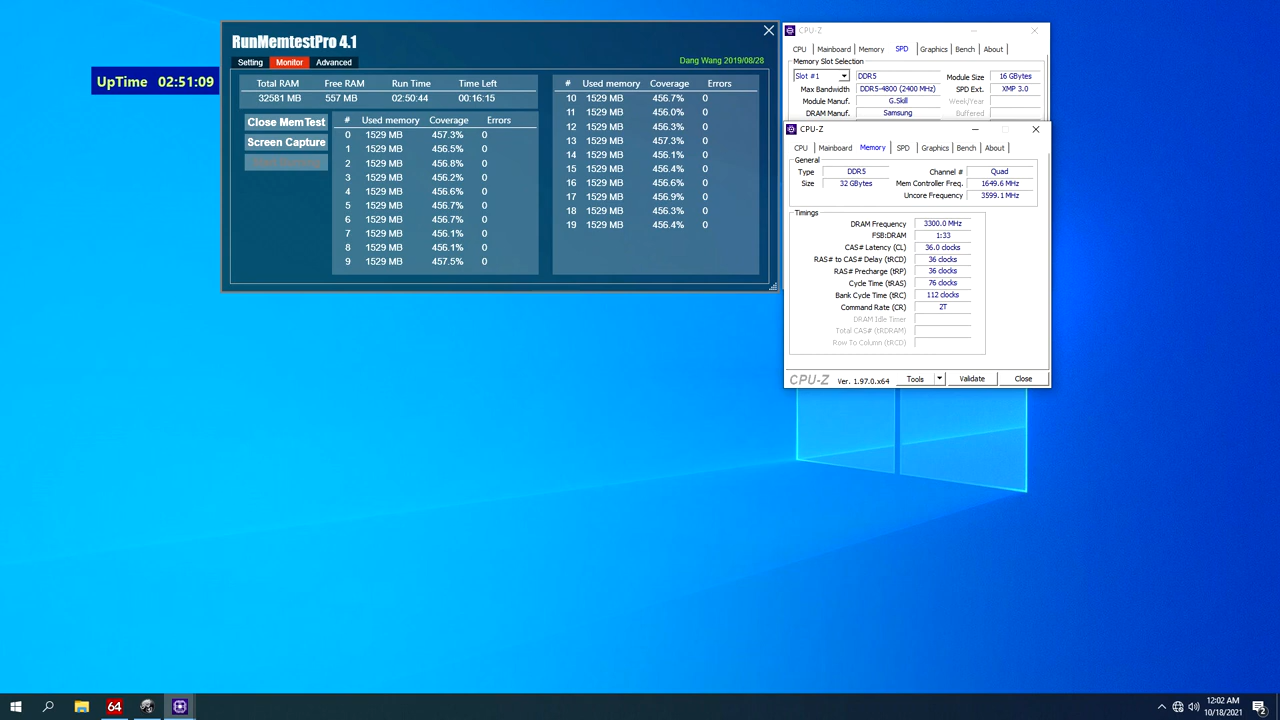 UpTime 02:51:09
RunMemtestPro 4.1
Setting Monitor Advanced
Dang Wang 2019/08/28
Total RAM Free RAM Run Time Time Left
32581 MB 557 MB 02:50:44 00:16:15
Close MemTest
Screen Capture
# Used memory Coverage Errors
0 1529 MB 457.3% 0
1 1529 MB 456.5% 0
2 1529 MB 456.8% 0
3 1529 MB 456.2% 0
4 1529 MB 456.6% 0
5 1529 MB 456.7% 0
6 1529 MB 456.7% 0
7 1529 MB 456.1% 0
8 1529 MB 456.1% 0
9 1529 MB 457.5% 0
# Used memory Coverage Errors
10 1529 MB 456.7% 0
11 1529 MB 456.0% 0
12 1529 MB 456.3% 0
13 1529 MB 457.3% 0
14 1529 MB 456.1% 0
15 1529 MB 456.4% 0
16 1529 MB 456.6% 0
17 1529 MB 456.9% 0
18 1529 MB 456.3% 0
19 1529 MB 456.4% 0
CPU-Z
CPU Mainboard Memory SPD Graphics Bench About
Memory Slot Selection
Slot #1 DDR5 Module Size 16 GBytes
Max Bandwidth DDR5-4800 (2400 MHz) SPD Ext. XMP 3.0
Module Manuf. G.Skill Week/Year
DRAM Manuf. Samsung Buffered
CPU-Z
CPU Mainboard Memory SPD Graphics Bench About
General
Type DDR5 Channel # Quad
Size 32 GBytes Mem Controller Freq. 1649.6 MHz
Uncore Frequency 3599.1 MHz
Timings
DRAM Frequency 3300.0 MHz
FSB:DRAM 1:33
CAS# Latency (CL) 36.0 clocks
RAS# to CAS# Delay (tRCD) 36 clocks
RAS# Precharge (tRP) 36 clocks
Cycle Time (tRAS) 76 clocks
Bank Cycle Time (tRC) 112 clocks
Command Rate (CR) 2T
DRAM Idle Timer
Total CAS# (tRDRAM)
Row To Column (tRCD)
CPU-Z Ver. 1.97.0.x64 Tools Validate Close
64
12:02 AM
10/18/2021
2